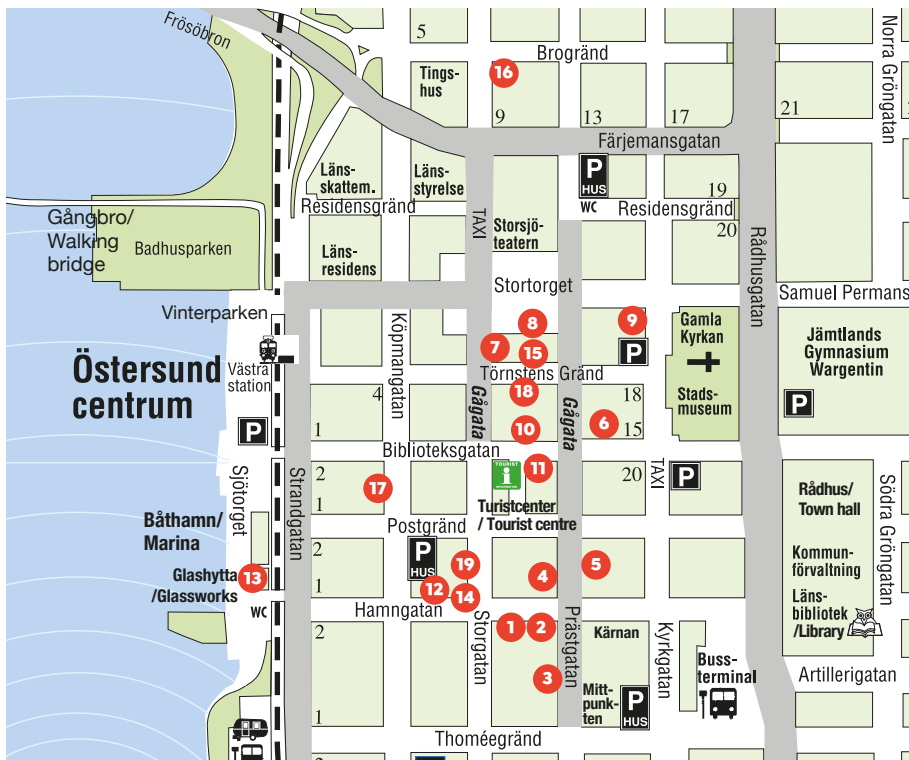 Frösöbron
5
Brogränd
Norra Gröngatan
Tings-
hus
16
9
13
17
21
Färjemansgatan
P
HUS
WC
Läns-
skattem.
Läns-
styrelse
19
Residensgränd
Residensgränd
20
TAXI
Gångbro/
Walking
bridge
Badhusparken
Läns-
residens
Storsjö-
teatern
Rådhusgatan
Stortorget
Samuel Permans
Vinterparken
Köpmangatan
8
9
7
15
P
Gamla
Kyrkan
Jämtlands
Gymnasium
Wargentin
Östersund
centrum
Västra
station
Törnstens Gränd
4
18
18
Stads-
museum
P
Gågata
Gågata
P
1
10
6
15
Biblioteksgatan
Sjötorget
Strandgatan
2
17
1
TOURIST
i
INFORMATION
11
20
TAXI
P
Turistcenter
/ Tourist centre
Rådhus/
Town hall
Södra Gröngatan
Båthamn/
Marina
Postgränd
2
P
HUS
19
5
4
Kommun-
förvaltning
Glashytta
/Glassworks
13
1
12
14
Läns-
bibliotek
/Library
WC
Hamngatan
Storgatan
Prästgatan
Kyrkgatan
2
1
2
Kärnan
Buss-
terminal
3
Artillerigatan
Mitt-
punk-
ten
P
HUS
1
Thoméegränd